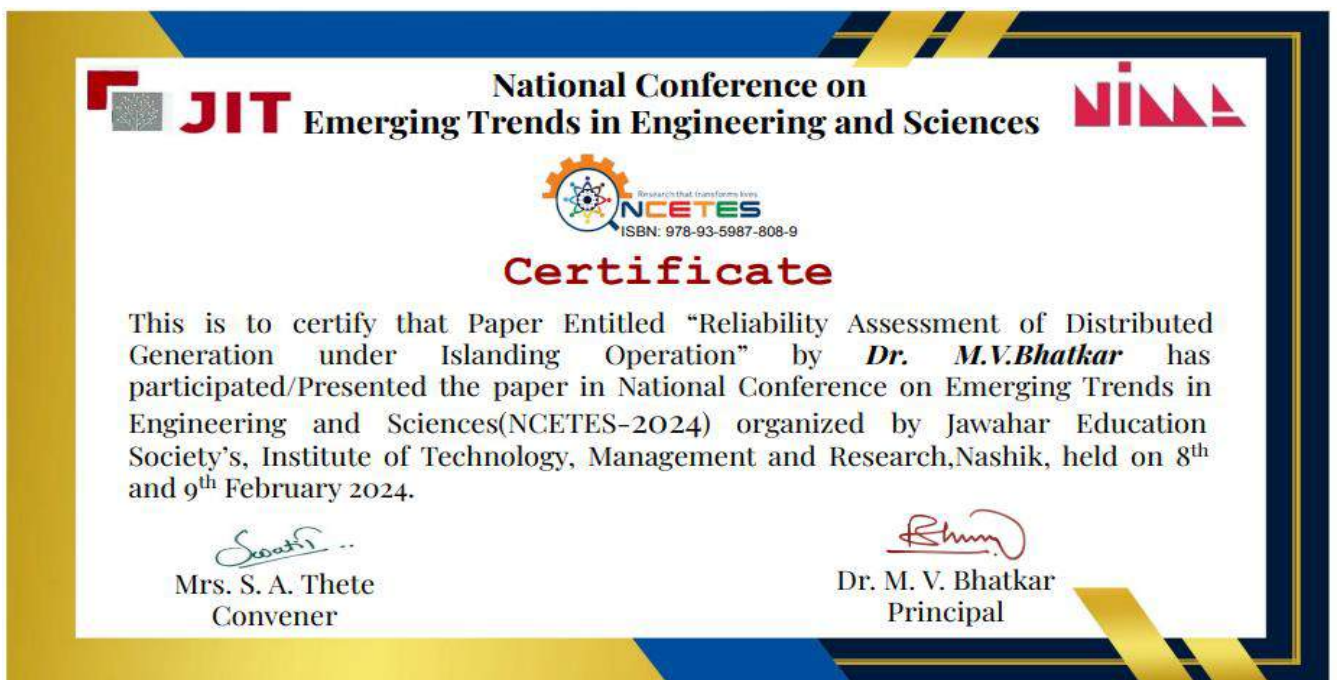 JIT
National Conference on
Emerging Trends in Engineering and Sciences
NIMA
Research that transforms lives
NCETES
ISBN: 978-93-5987-808-9
Certificate
This is to certify that Paper Entitled “Reliability Assessment of Distributed
Generation under Islanding Operation” by Dr. M.V.Bhatkar has
participated/Presented the paper in National Conference on Emerging Trends in
Engineering and Sciences(NCETES-2024) organized by Jawahar Education
Society’s, Institute of Technology, Management and Research,Nashik, held on 8th
and 9th February 2024.
Swati
Mrs. S. A. Thete
Convener
Dr. M. V. Bhatkar
Principal